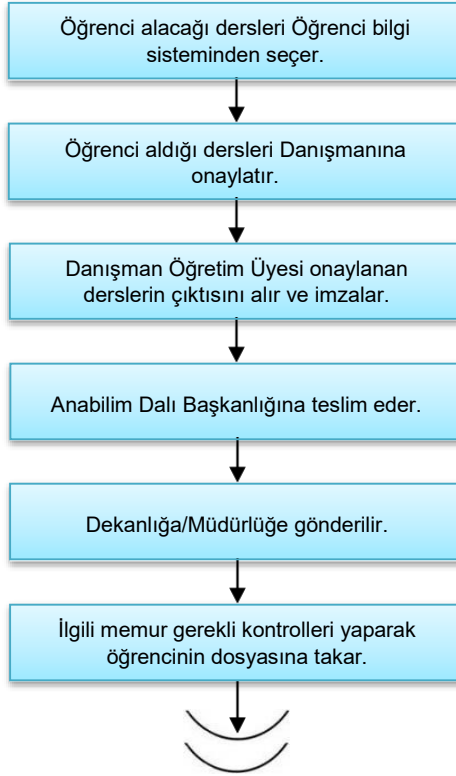 Öğrenci alacağı dersleri Öğrenci bilgi
sisteminden seçer.
Öğrenci aldığı dersleri Danışmanına
onaylatır.
Danışman Öğretim Üyesi onaylanan
derslerin çıktısını alır ve imzalar.
Anabilim Dalı Başkanlığına teslim eder.
Dekanlığa/Müdürlüğe gönderilir.
İlgili memur gerekli kontrolleri yaparak
öğrencinin dosyasına takar.